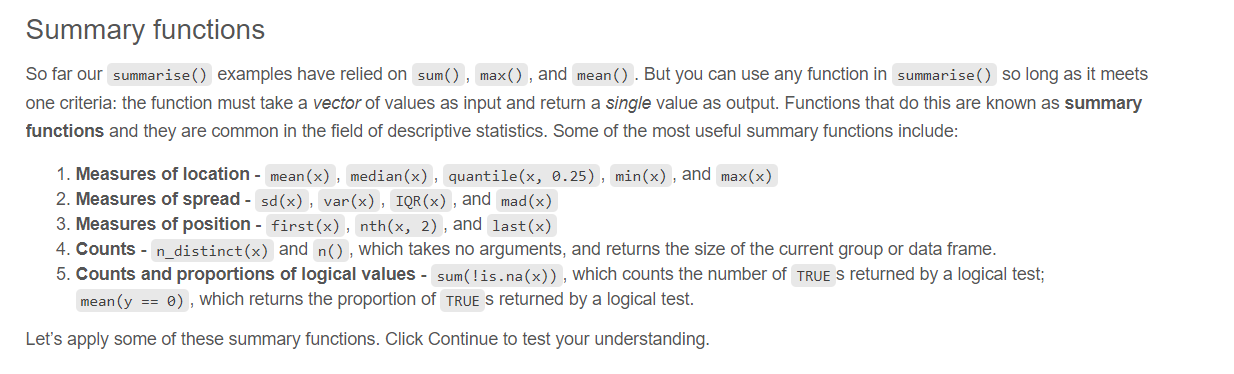 Summary functions
So far our summarise() examples have relied on sum(), max(), and mean(). But you can use any function in summarise() so long as it meets
one criteria: the function must take a vector of values as input and return a single value as output. Functions that do this are known as summary
functions and they are common in the field of descriptive statistics. Some of the most useful summary functions include:
1. Measures of location - mean(x), median(x), quantile(x, 0.25), min(x), and max(x)
2. Measures of spread - sd(x), var(x), IQR(x), and mad(x)
3. Measures of position - first(x), nth(x, 2), and last(x)
4. Counts - n_distinct(x) and n(), which takes no arguments, and returns the size of the current group or data frame.
5. Counts and proportions of logical values - sum(!is.na(x)), which counts the number of TRUE s returned by a logical test;
mean(y == 0), which returns the proportion of TRUE s returned by a logical test.
Let's apply some of these summary functions. Click Continue to test your understanding.